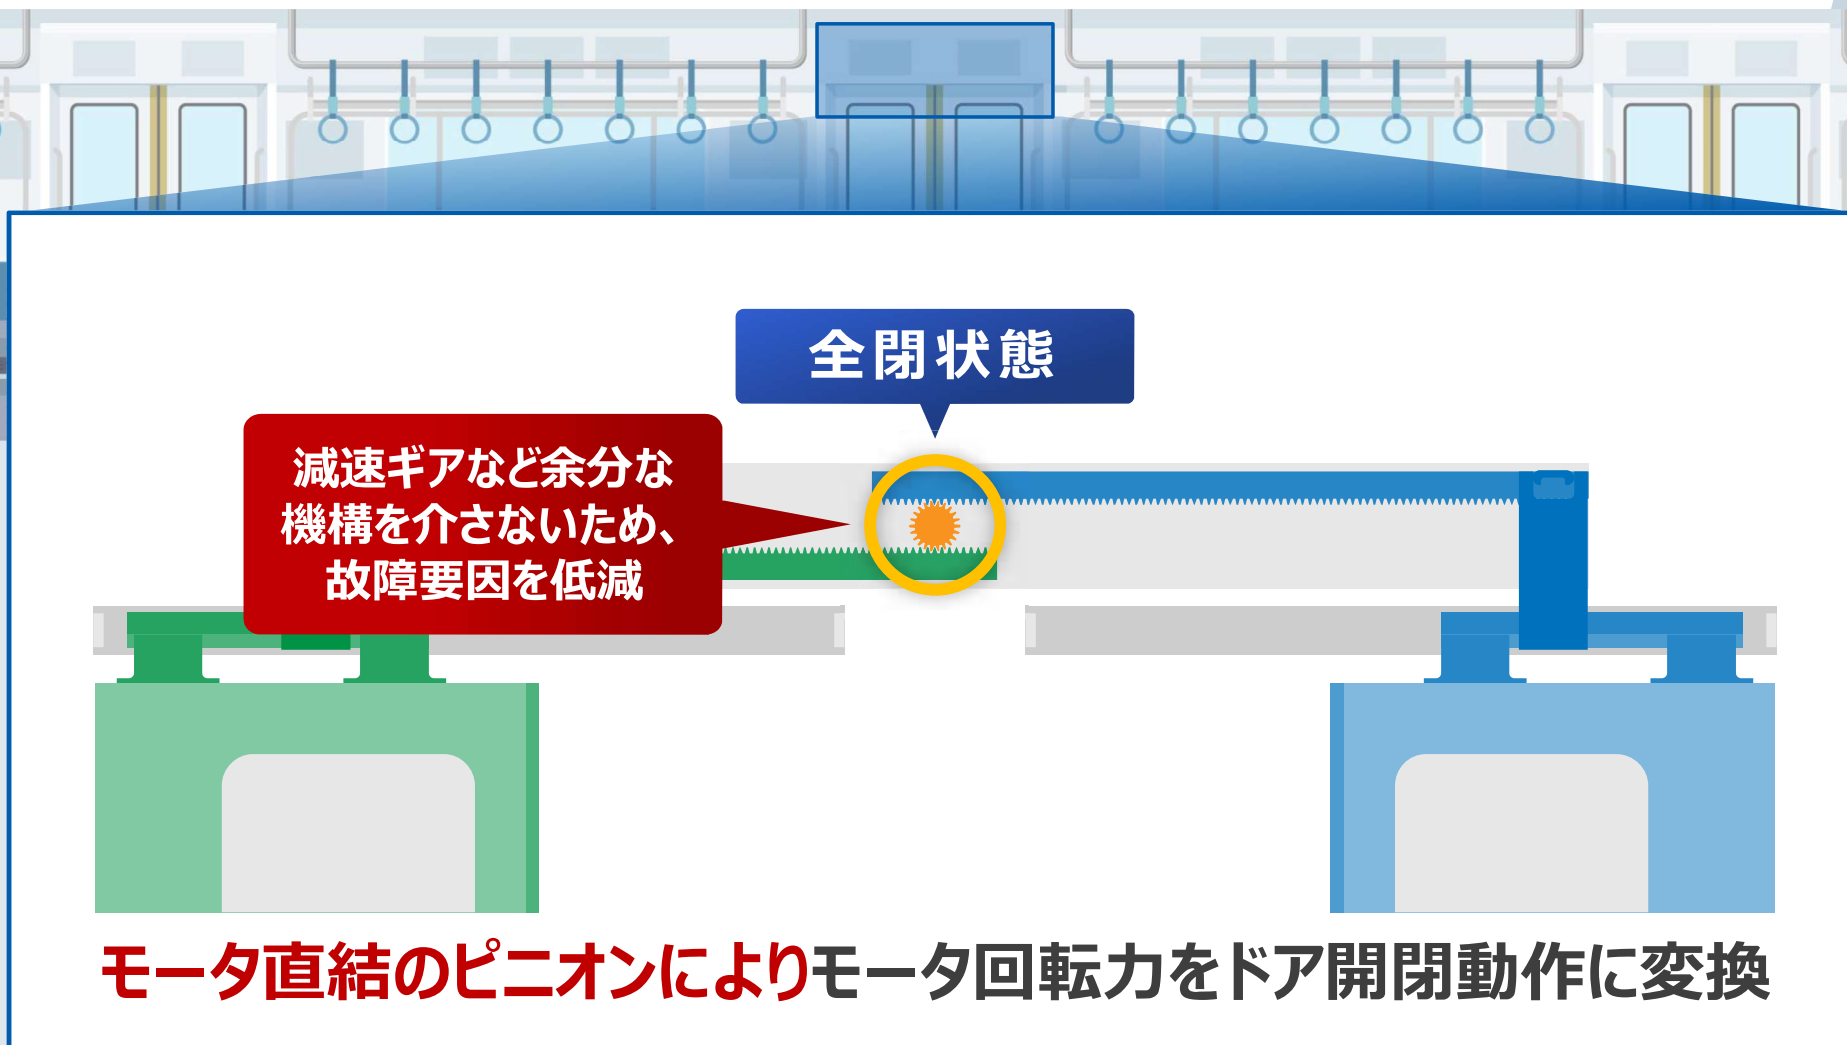 全閉状態
減速ギアなど余分な
機構を介さないため、
故障要因を低減
モータ直結のピニオンによりモータ回転力をドア開閉動作に変換